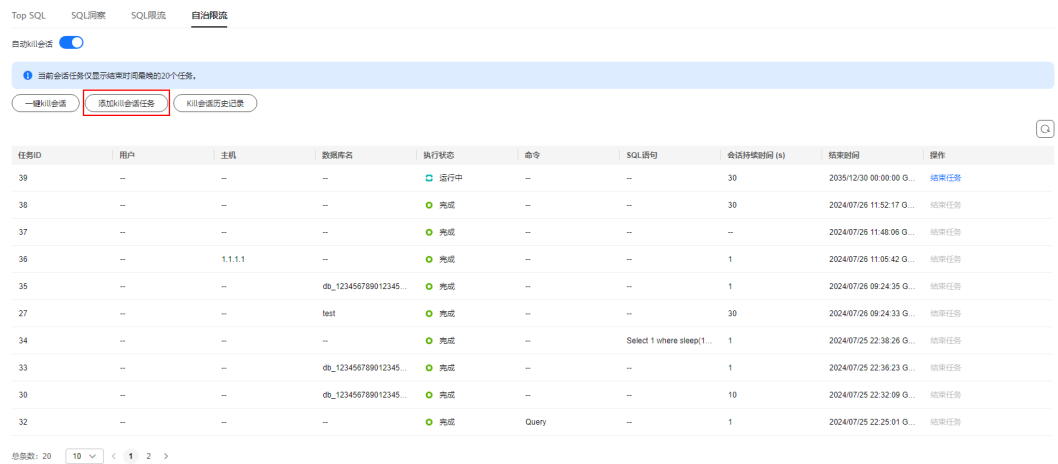 Top SQL SQL洞察 SQL限流 自治限流
自动kill会话
当前会话任务仅显示结束时间最晚的20个任务。
一键kill会话 添加kill会话任务 Kill会话历史记录
任务ID 用户 主机 数据库名 执行状态 命令 SQL语句 会话持续时间 (s) 结束时间 操作
39 -- -- -- 运行中 -- -- 30 2035/12/30 00:00:00 G... 结束任务
38 -- -- -- 完成 -- -- 30 2024/07/26 11:52:17 G... 结束任务
37 -- -- -- 完成 -- -- -- 2024/07/26 11:48:06 G... 结束任务
36 -- 1.1.1.1 -- 完成 -- -- 1 2024/07/26 11:05:42 G... 结束任务
35 -- -- db_123456789012345... 完成 -- -- 1 2024/07/26 09:24:35 G... 结束任务
27 -- -- test 完成 -- -- 30 2024/07/26 09:24:33 G... 结束任务
34 -- -- -- 完成 -- Select 1 where sleep(1... 1 2024/07/25 22:38:26 G... 结束任务
33 -- -- db_123456789012345... 完成 -- -- 1 2024/07/25 22:36:23 G... 结束任务
30 -- -- db_123456789012345... 完成 -- -- 10 2024/07/25 22:32:09 G... 结束任务
32 -- -- -- 完成 Query -- 1 2024/07/25 22:25:01 G... 结束任务
总条数: 20 10 < 1 2 >